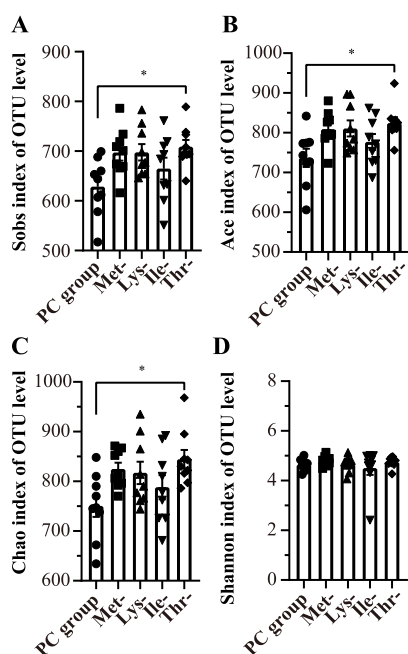 A
Sobs index of OTU level
900
800
700
600
500
*
PC group
Met-
Lys-
Ile-
Thr-
B
Ace index of OTU level
1000
900
800
700
600
500
*
PC group
Met-
Lys-
Ile-
Thr-
C
Chao index of OTU level
1000
900
800
700
600
*
PC group
Met-
Lys-
Ile-
Thr-
D
Shannon index of OTU level
8
6
4
2
0
PC group
Met-
Lys-
Ile-
Thr-